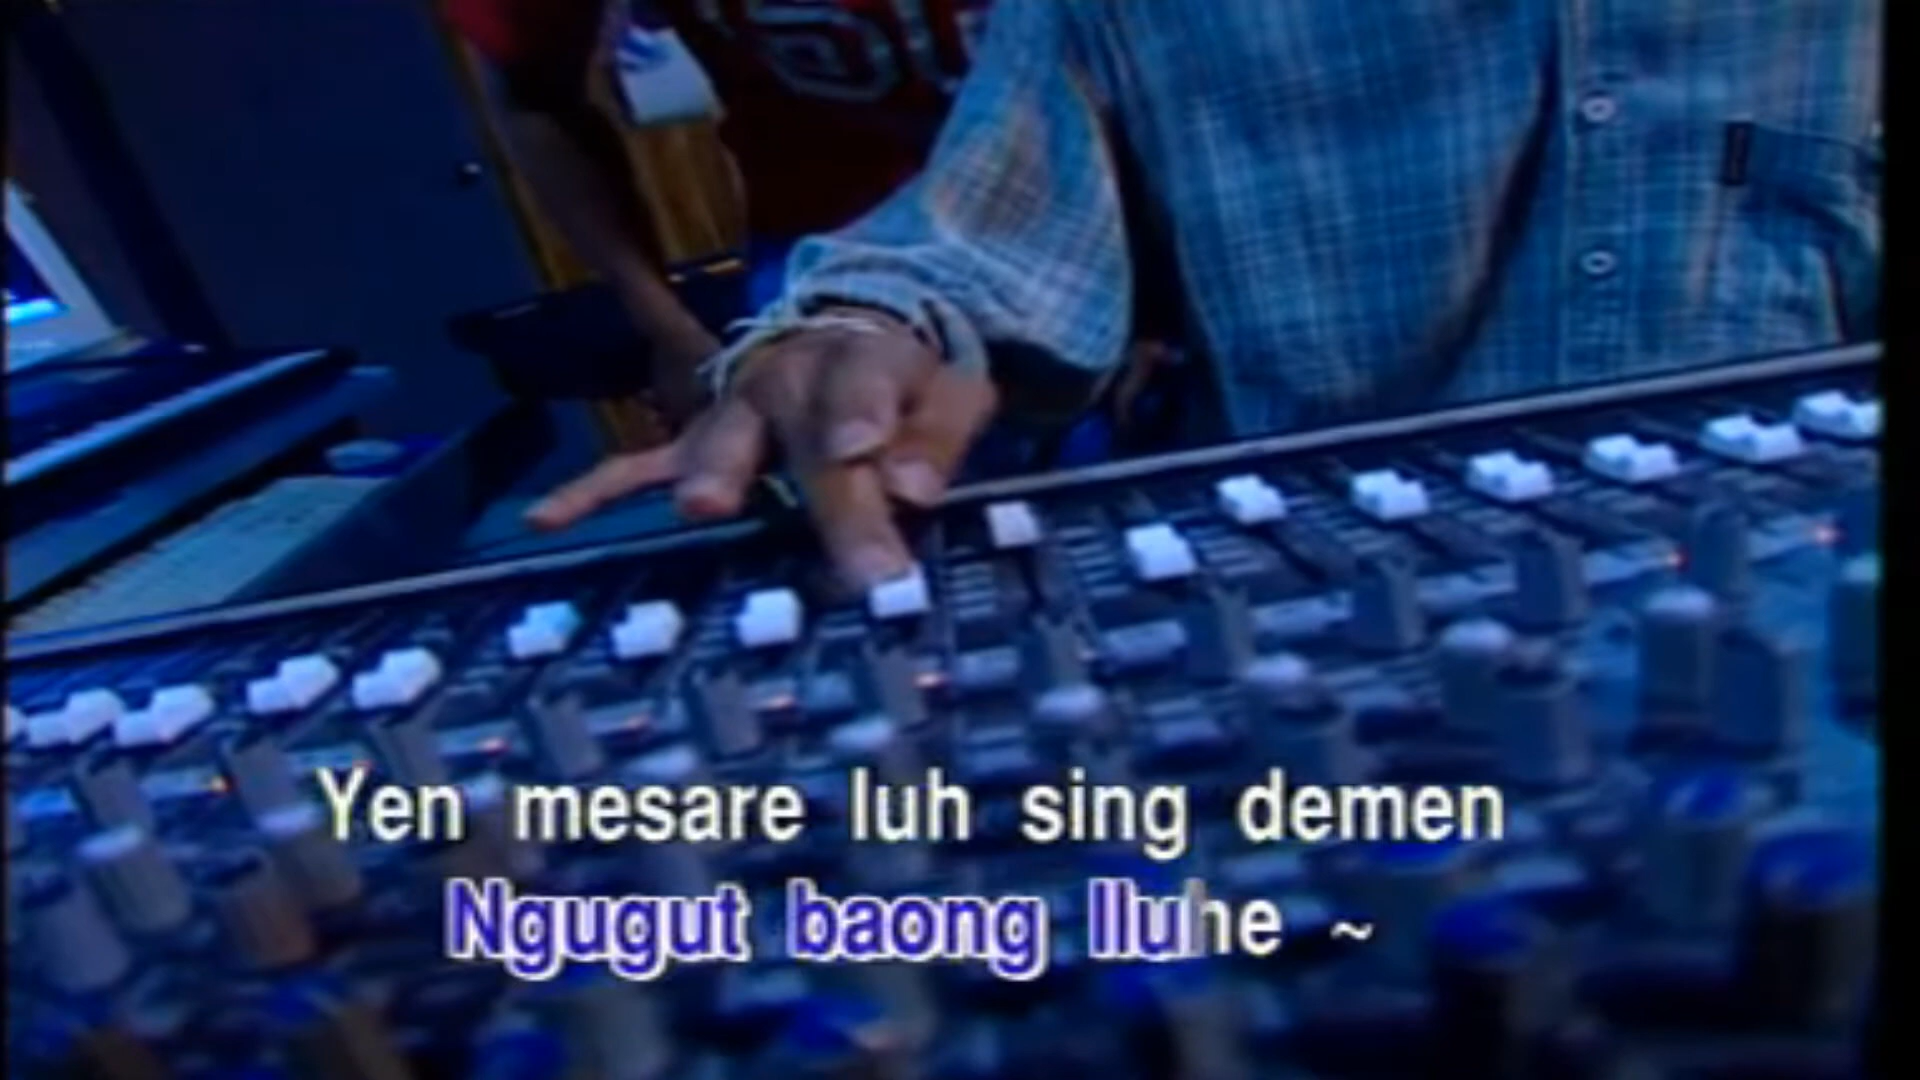 Yen mesare luh sing demen
Ngugut baong lluhe ~